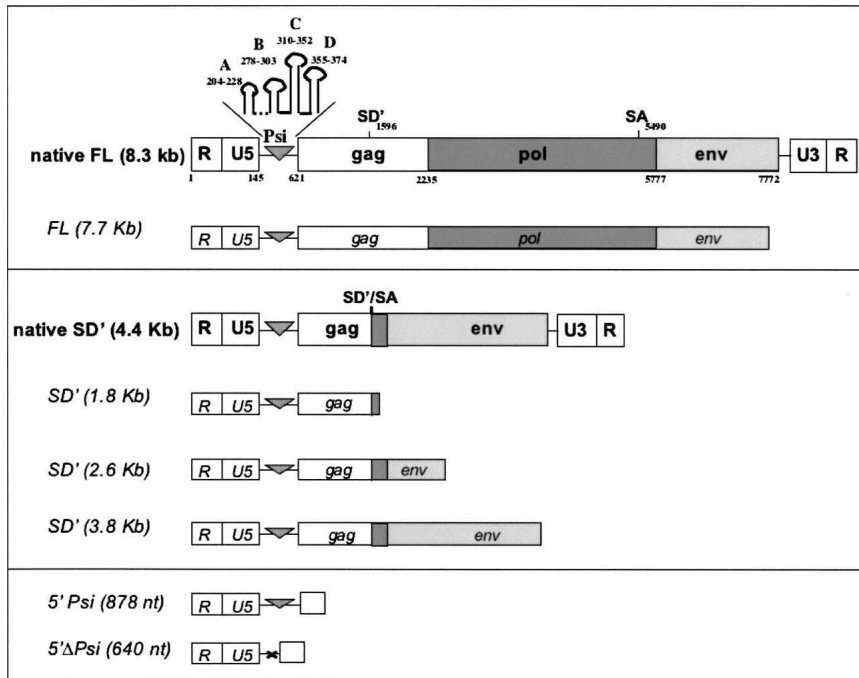 C
B 310-352 D
A 278-303 355-374
204-228
Psi SD' 1596 SA 5490
native FL (8.3 kb) R U5 gag pol env U3 R
1 145 621 2235 5777 7772
FL (7.7 Kb) R U5 gag pol env
SD'/SA
native SD' (4.4 Kb) R U5 gag env U3 R
SD' (1.8 Kb) R U5 gag
SD' (2.6 Kb) R U5 gag env
SD' (3.8 Kb) R U5 gag env
5' Psi (878 nt) R U5
5'ΔPsi (640 nt) R U5